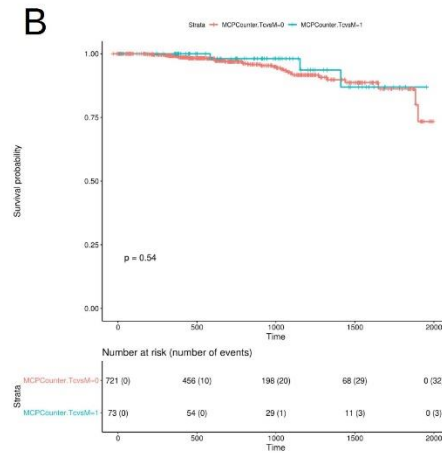 B
Strata MCPCounter.TcvsM=0 MCPCounter.TcvsM=1
1.00
0.75
0.50
0.25
0.00
Survival probability
p = 0.54
0 500 1000 1500 2000
Time
Number at risk (number of events)
Strata
MCPCounter.TcvsM=0 721 (0) 456 (10) 198 (20) 68 (29) 0 (32
MCPCounter.TcvsM=1 73 (0) 54 (0) 29 (1) 11 (3) 0 (3)
0 500 1000 1500 2000
Time